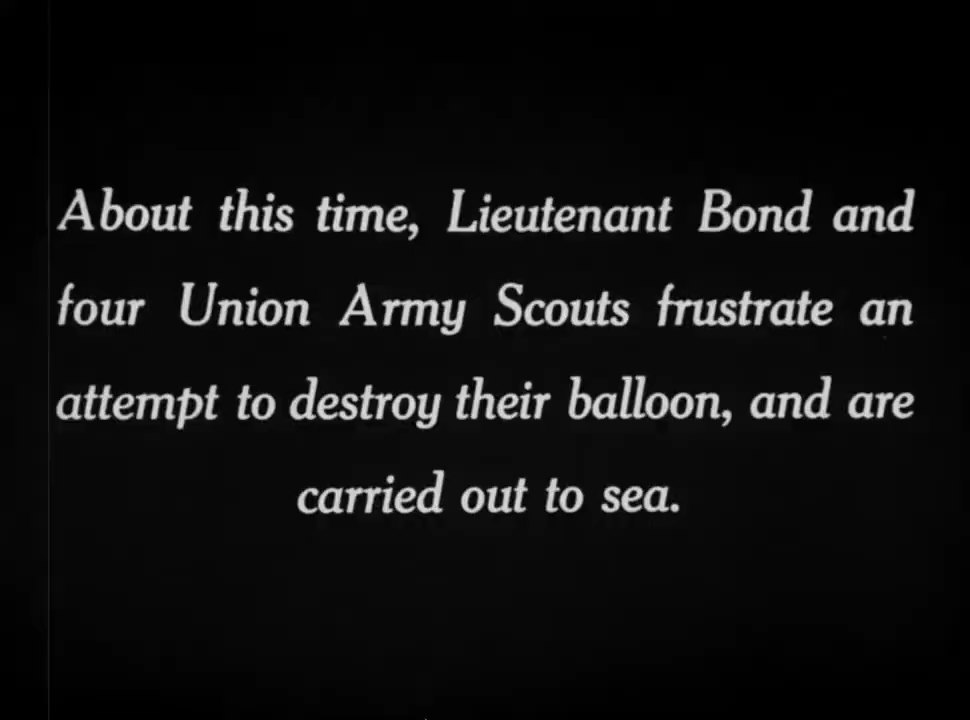 About this time, Lieutenant Bond and
four Union Army Scouts frustrate an
attempt to destroy their balloon, and are
carried out to sea.